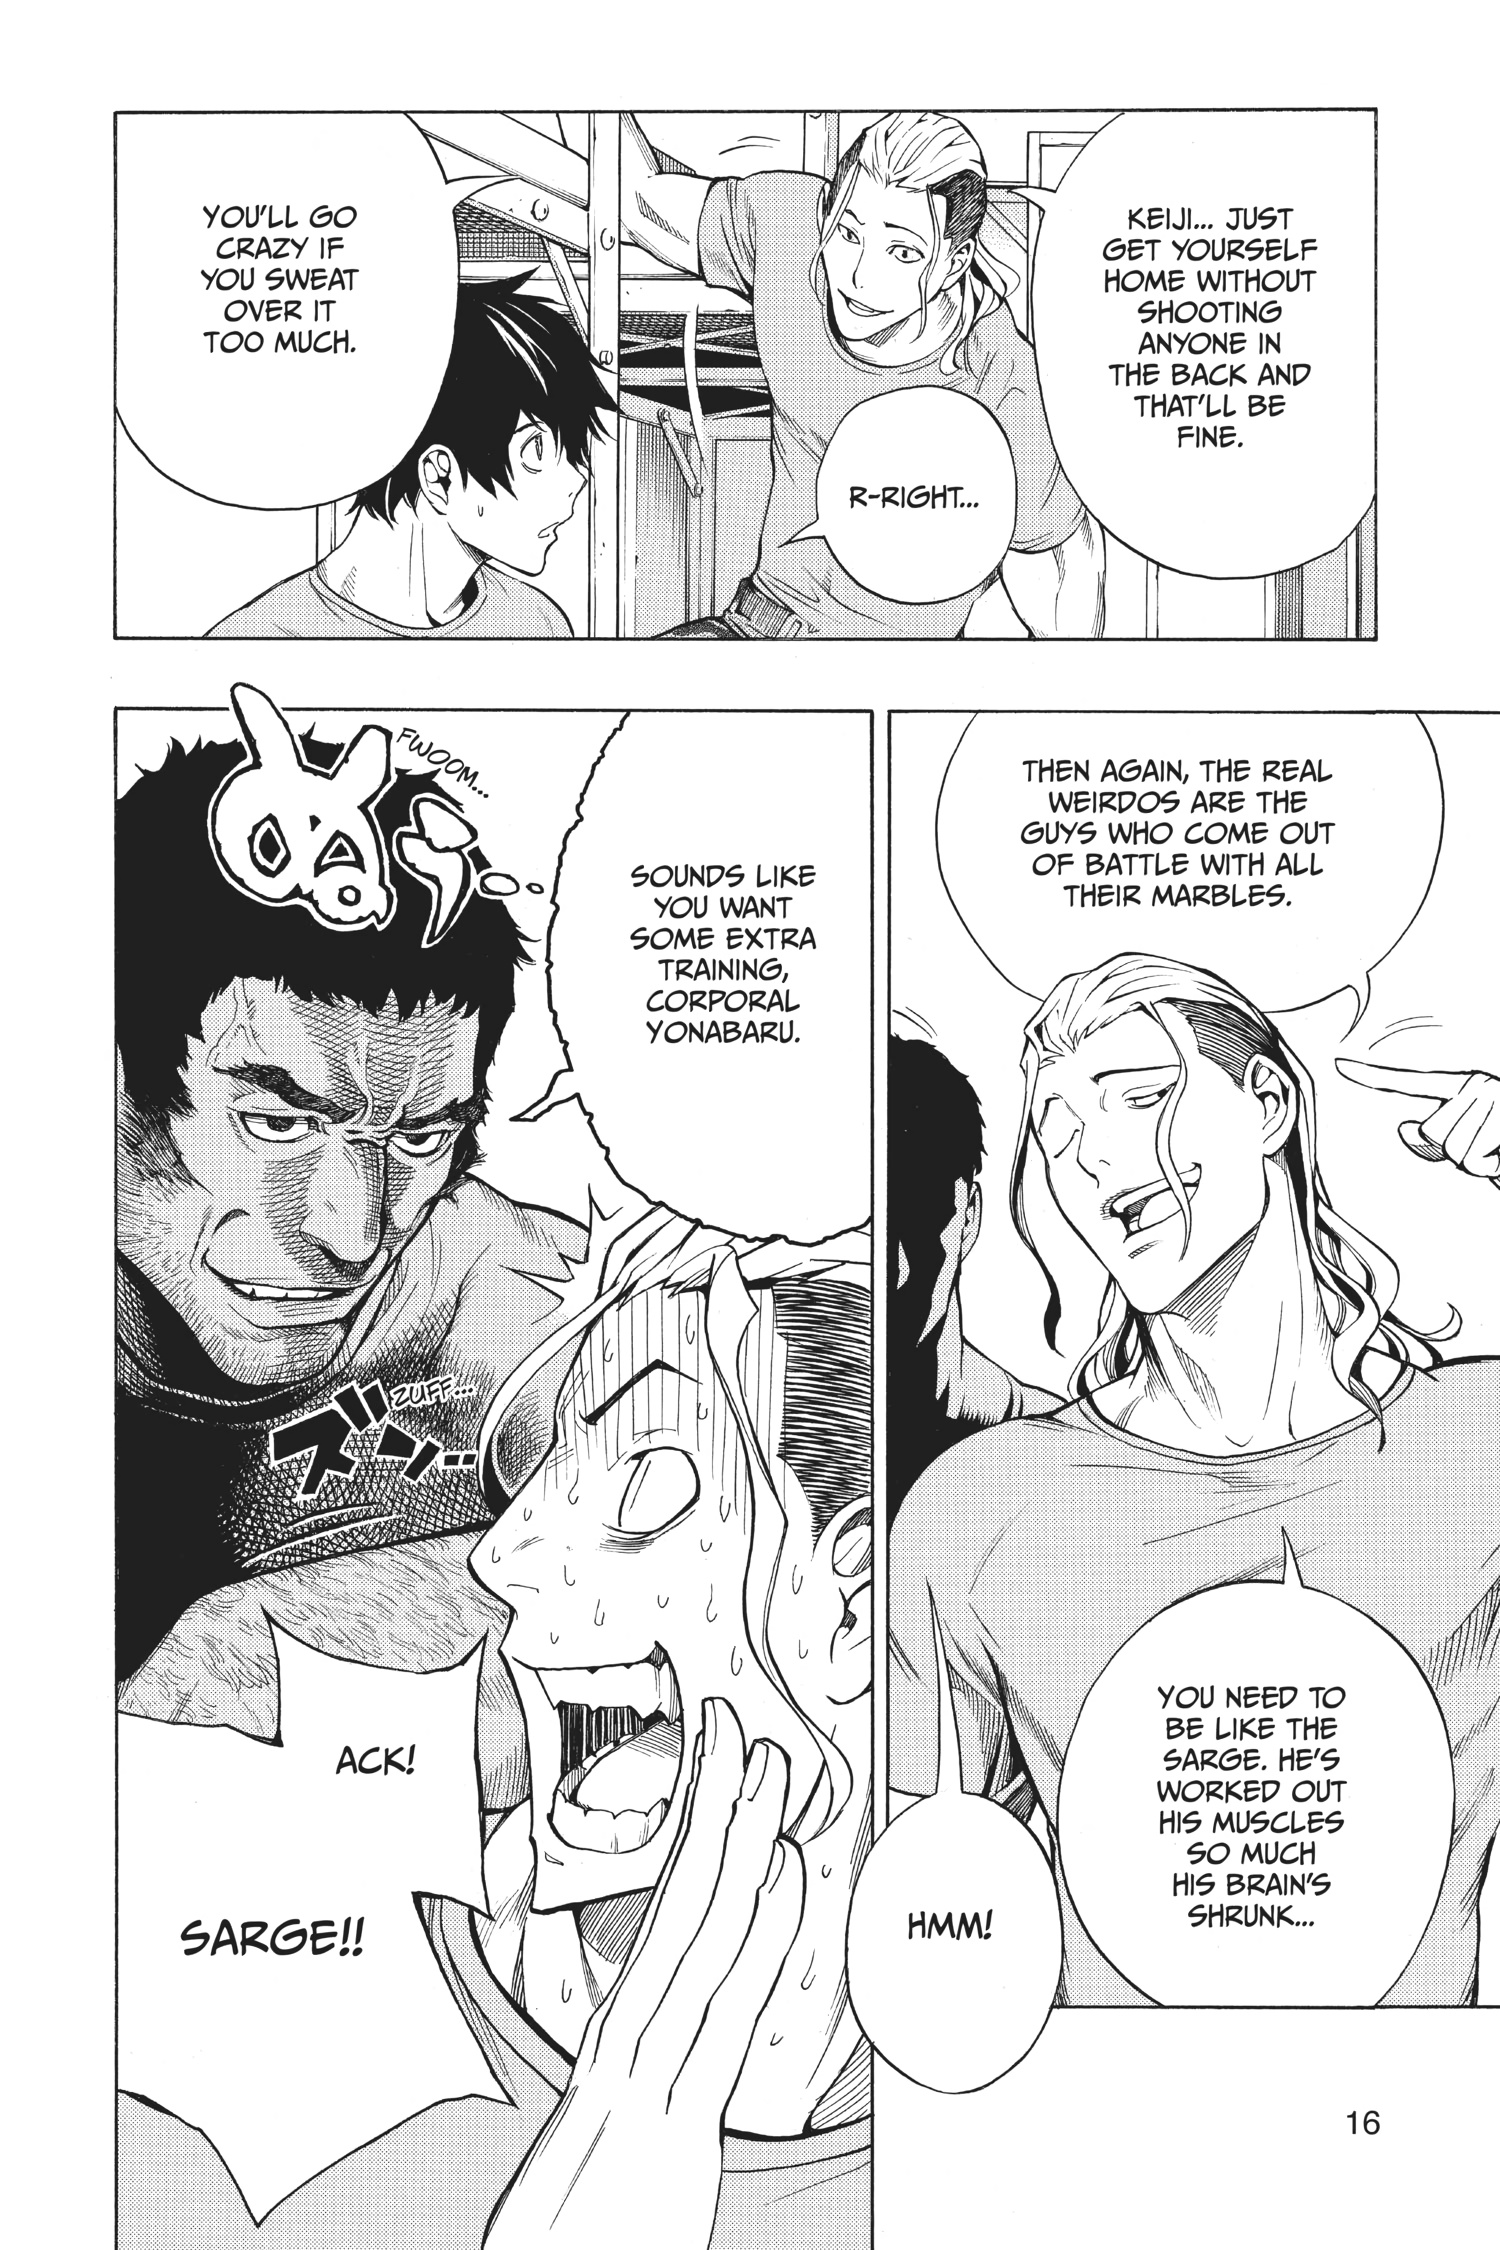 KEIJI... JUST
GET YOURSELF
HOME WITHOUT
SHOOTING
ANYONE IN
THE BACK AND
THAT'LL BE
FINE.
R-RIGHT...
YOU'LL GO
CRAZY IF
YOU SWEAT
OVER IT
TOO MUCH.
THEN AGAIN, THE REAL
WEIRDOS ARE THE
GUYS WHO COME OUT
OF BATTLE WITH ALL
THEIR MARBLES.
YOU NEED TO
BE LIKE THE
SARGE. HE'S
WORKED OUT
HIS MUSCLES
SO MUCH
HIS BRAIN'S
SHRUNK...
HMM!
SOUNDS LIKE
YOU WANT
SOME EXTRA
TRAINING,
CORPORAL
YONABARU.
FWOOM...
ZUFF...
ズン...
ACK!
SARGE!!
16